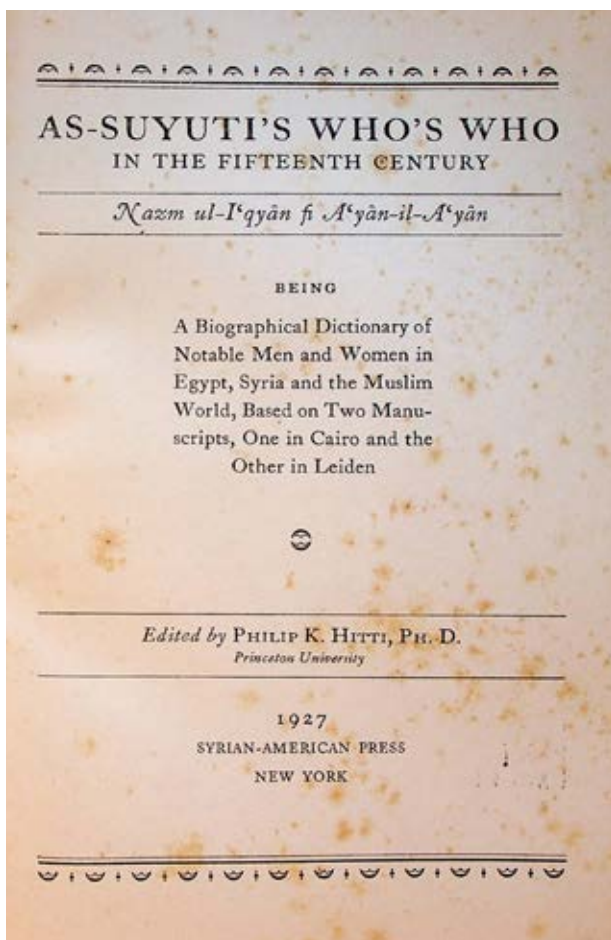 AS-SUYUTI'S WHO'S WHO
IN THE FIFTEENTH CENTURY
Nazm ul-I‘qyân fi A‘yân-il-A‘yân
BEING
A Biographical Dictionary of
Notable Men and Women in
Egypt, Syria and the Muslim
World, Based on Two Manu-
scripts, One in Cairo and the
Other in Leiden
Edited by PHILIP K. HITTI, PH. D.
Princeton University
1927
SYRIAN-AMERICAN PRESS
NEW YORK